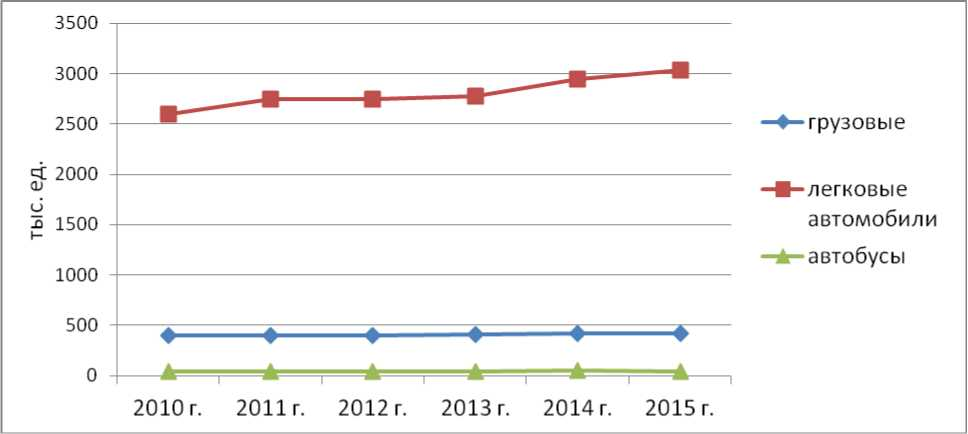 3500
3000
2500
2000
1500
1000
500
0
тыс. ед.
2010 г.
2011 г.
2012 г.
2013 г.
2014 г.
2015 г.
грузовые
легковые
автомобили
автобусы